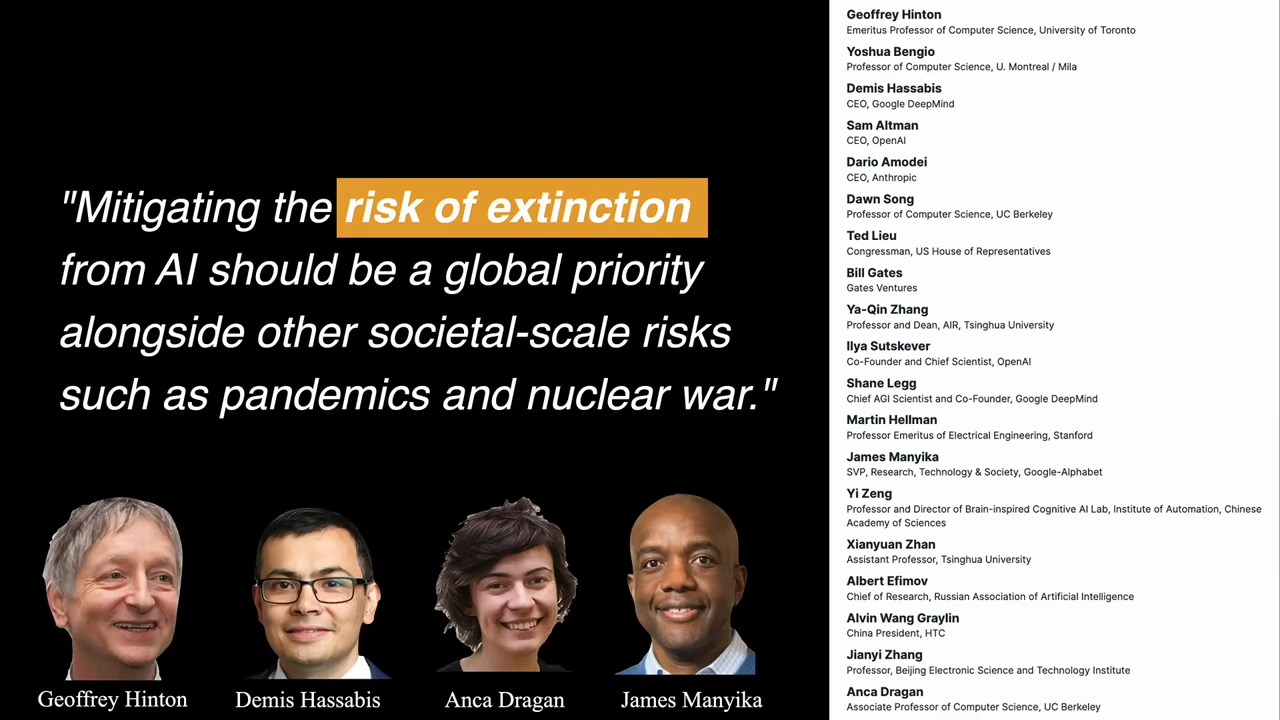 "Mitigating the risk of extinction
from AI should be a global priority
alongside other societal-scale risks
such as pandemics and nuclear war."
Geoffrey Hinton
Demis Hassabis
Anca Dragan
James Manyika
Geoffrey Hinton
Emeritus Professor of Computer Science, University of Toronto
Yoshua Bengio
Professor of Computer Science, U. Montreal / Mila
Demis Hassabis
CEO, Google DeepMind
Sam Altman
CEO, OpenAI
Dario Amodei
CEO, Anthropic
Dawn Song
Professor of Computer Science, UC Berkeley
Ted Lieu
Congressman, US House of Representatives
Bill Gates
Gates Ventures
Ya-Qin Zhang
Professor and Dean, AIR, Tsinghua University
Ilya Sutskever
Co-Founder and Chief Scientist, OpenAI
Shane Legg
Chief AGI Scientist and Co-Founder, Google DeepMind
Martin Hellman
Professor Emeritus of Electrical Engineering, Stanford
James Manyika
SVP, Research, Technology & Society, Google-Alphabet
Yi Zeng
Professor and Director of Brain-inspired Cognitive AI Lab, Institute of Automation, Chinese
Academy of Sciences
Xianyuan Zhan
Assistant Professor, Tsinghua University
Albert Efimov
Chief of Research, Russian Association of Artificial Intelligence
Alvin Wang Graylin
China President, HTC
Jianyi Zhang
Professor, Beijing Electronic Science and Technology Institute
Anca Dragan
Associate Professor of Computer Science, UC Berkeley